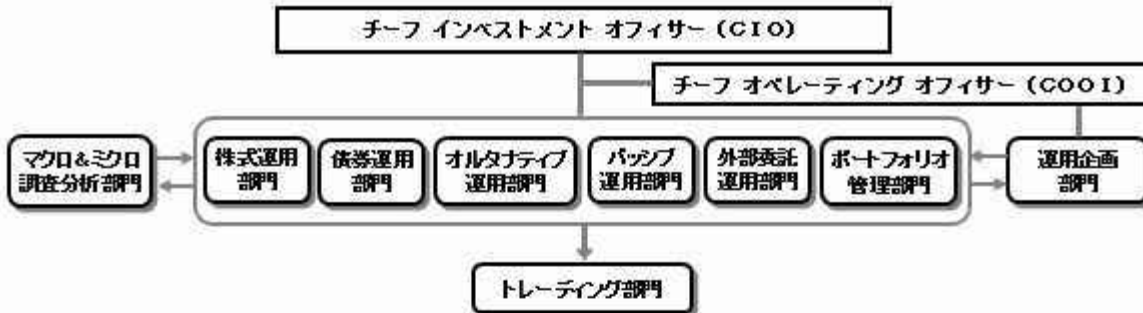 チーフ インベストメント オフィサー (CIO)
チーフ オペレーティング オフィサー (COOI)
マクロ&ミクロ
調査分析部門
株式運用
部門
債券運用
部門
オルタナティブ
運用部門
パッシブ
運用部門
外部委託
運用部門
ポートフォリオ
管理部門
運用企画
部門
トレーディング部門